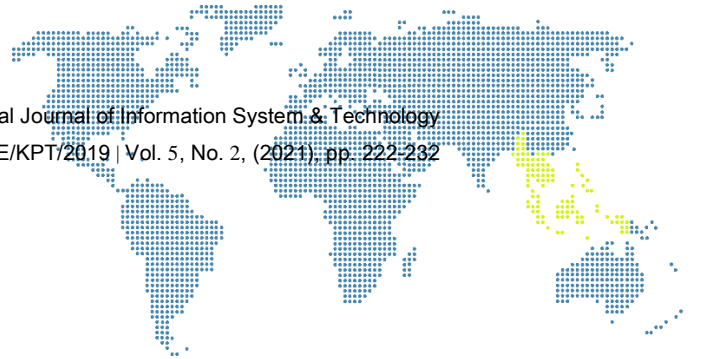 al Journal of Information System & Technology
E/KPT/2019 | Vol. 5, No. 2, (2021), pp. 222-232